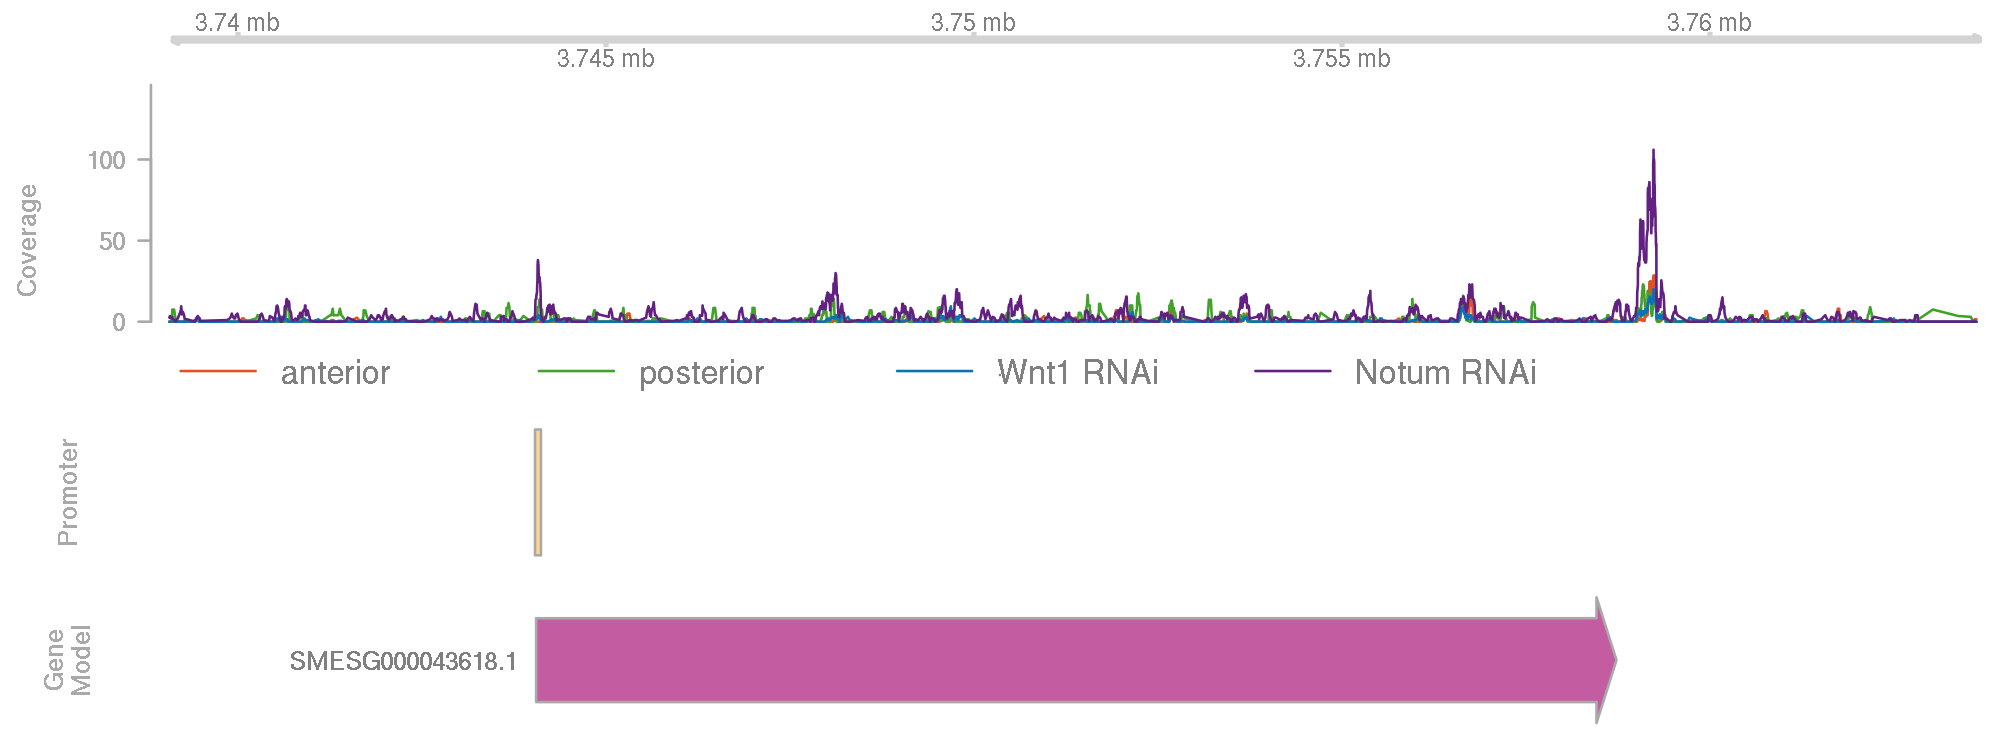 3.74 mb
3.75 mb
3.76 mb
3.745 mb
3.755 mb
Coverage
100
50
0
anterior
posterior
Wnt1 RNAi
Notum RNAi
Promoter
Gene
Model
SMESG000043618.1